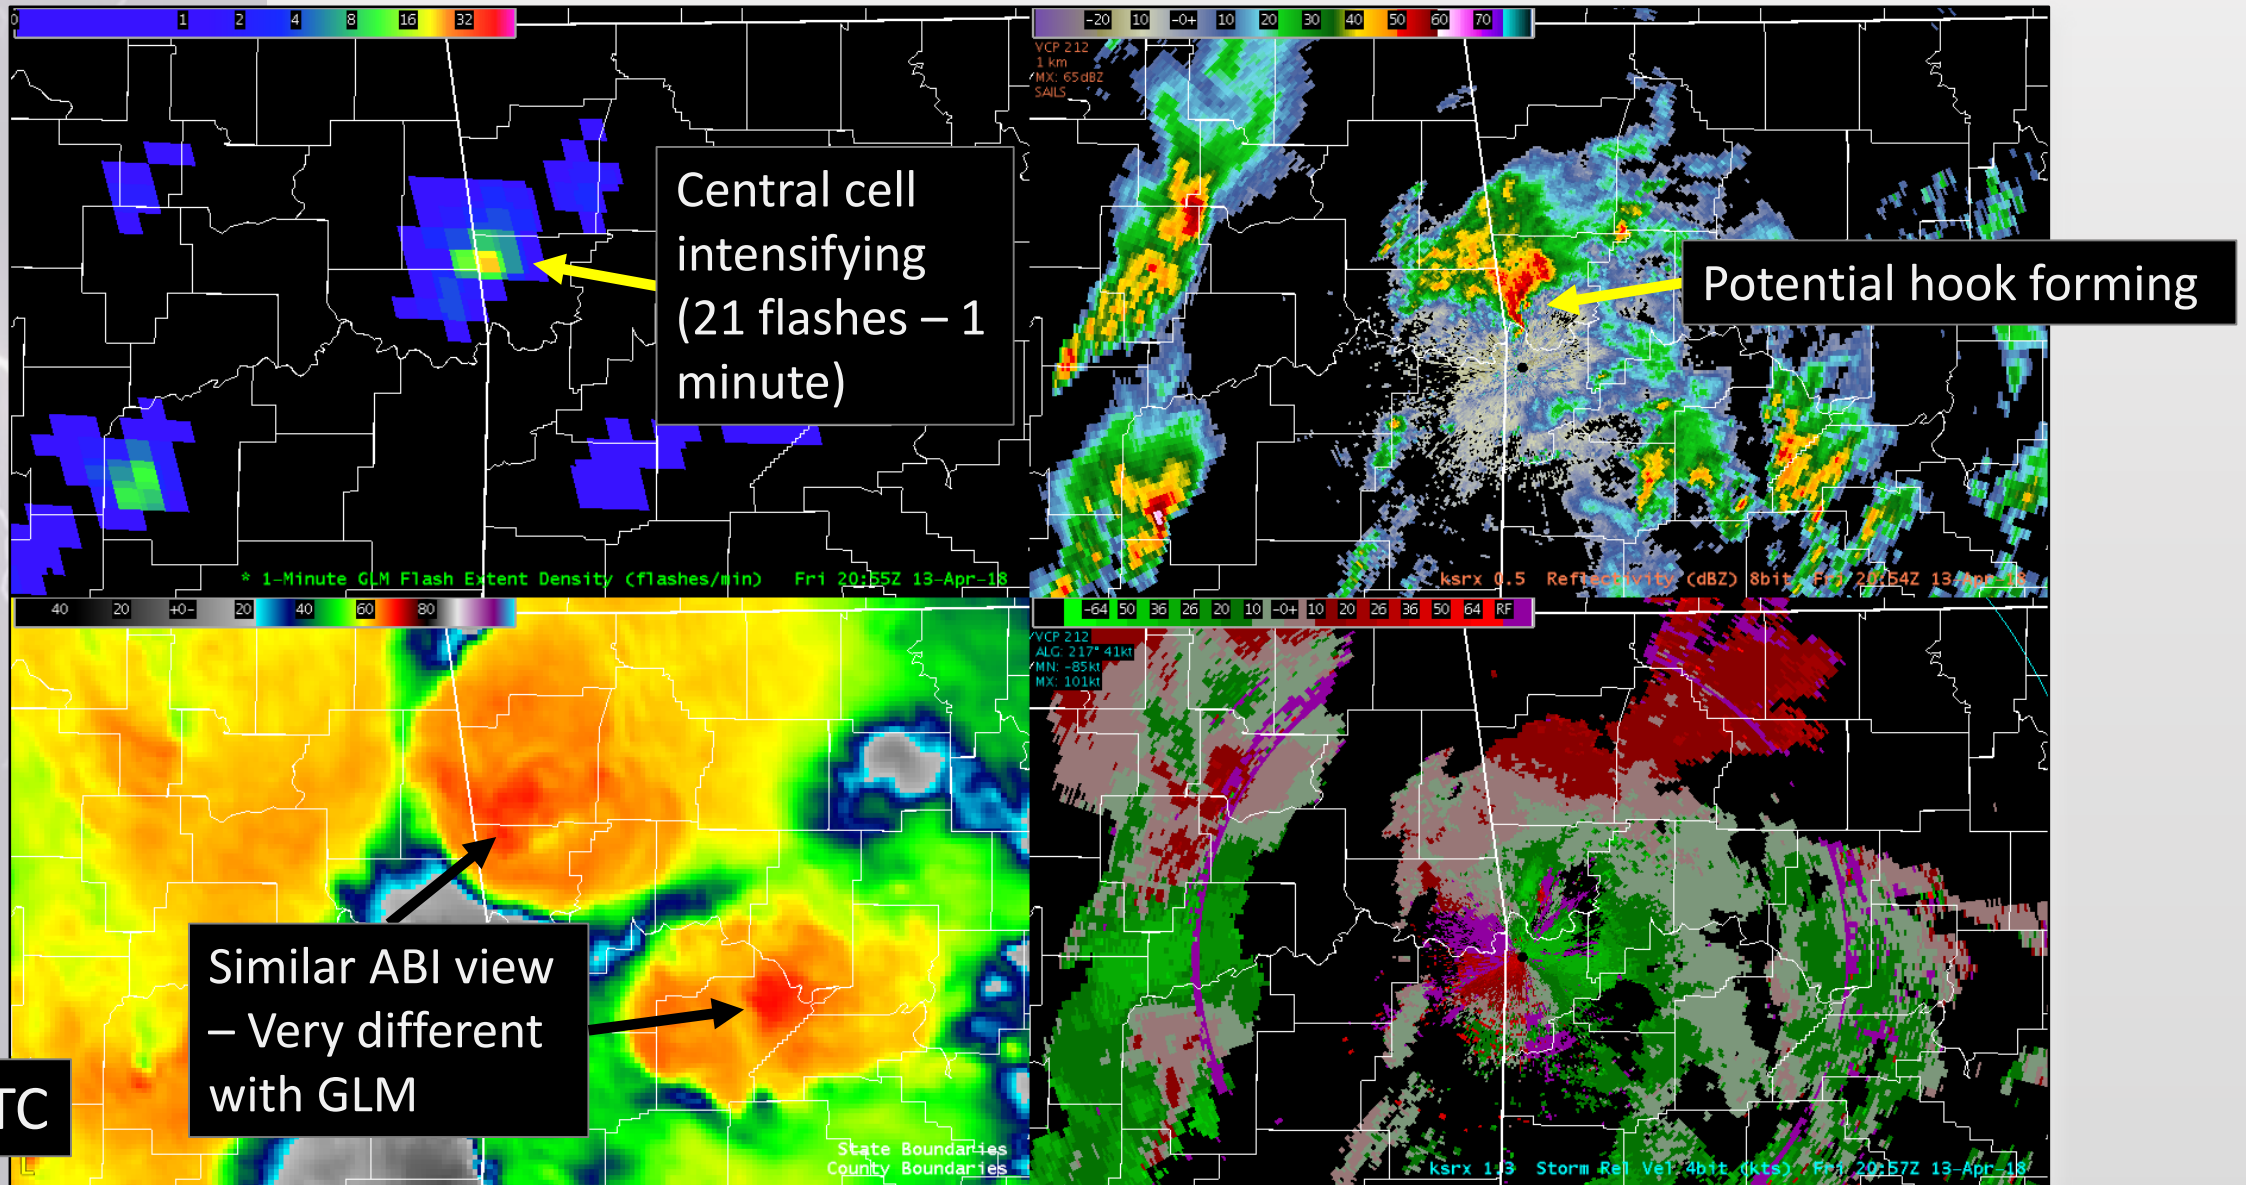 0 1 2 4 8 16 32
-20 10 -0+ 10 20 30 40 50 60 70
VCP 212
1 km
MX: 65dBZ
SAILS
Central cell
intensifying
(21 flashes – 1
minute)
Potential hook forming
* 1-Minute GLM Flash Extent Density (flashes/min) Fri 20:55Z 13-Apr-18
ksrx 0.5 Reflectivity (dBZ) 8bit Fri 20:54Z 13-Apr-18
40 20 +0- 20 40 60 80
-64 50 36 26 20 10 -0+ 10 20 26 36 50 64 RF
VCP 212
ALG: 217° 41kt
MN: -85kt
MX: 101kt
Similar ABI view
– Very different
with GLM
TC
State Boundaries
County Boundaries
ksrx 1.3 Storm Rel Vel 4bit (kts) Fri 20:57Z 13-Apr-18